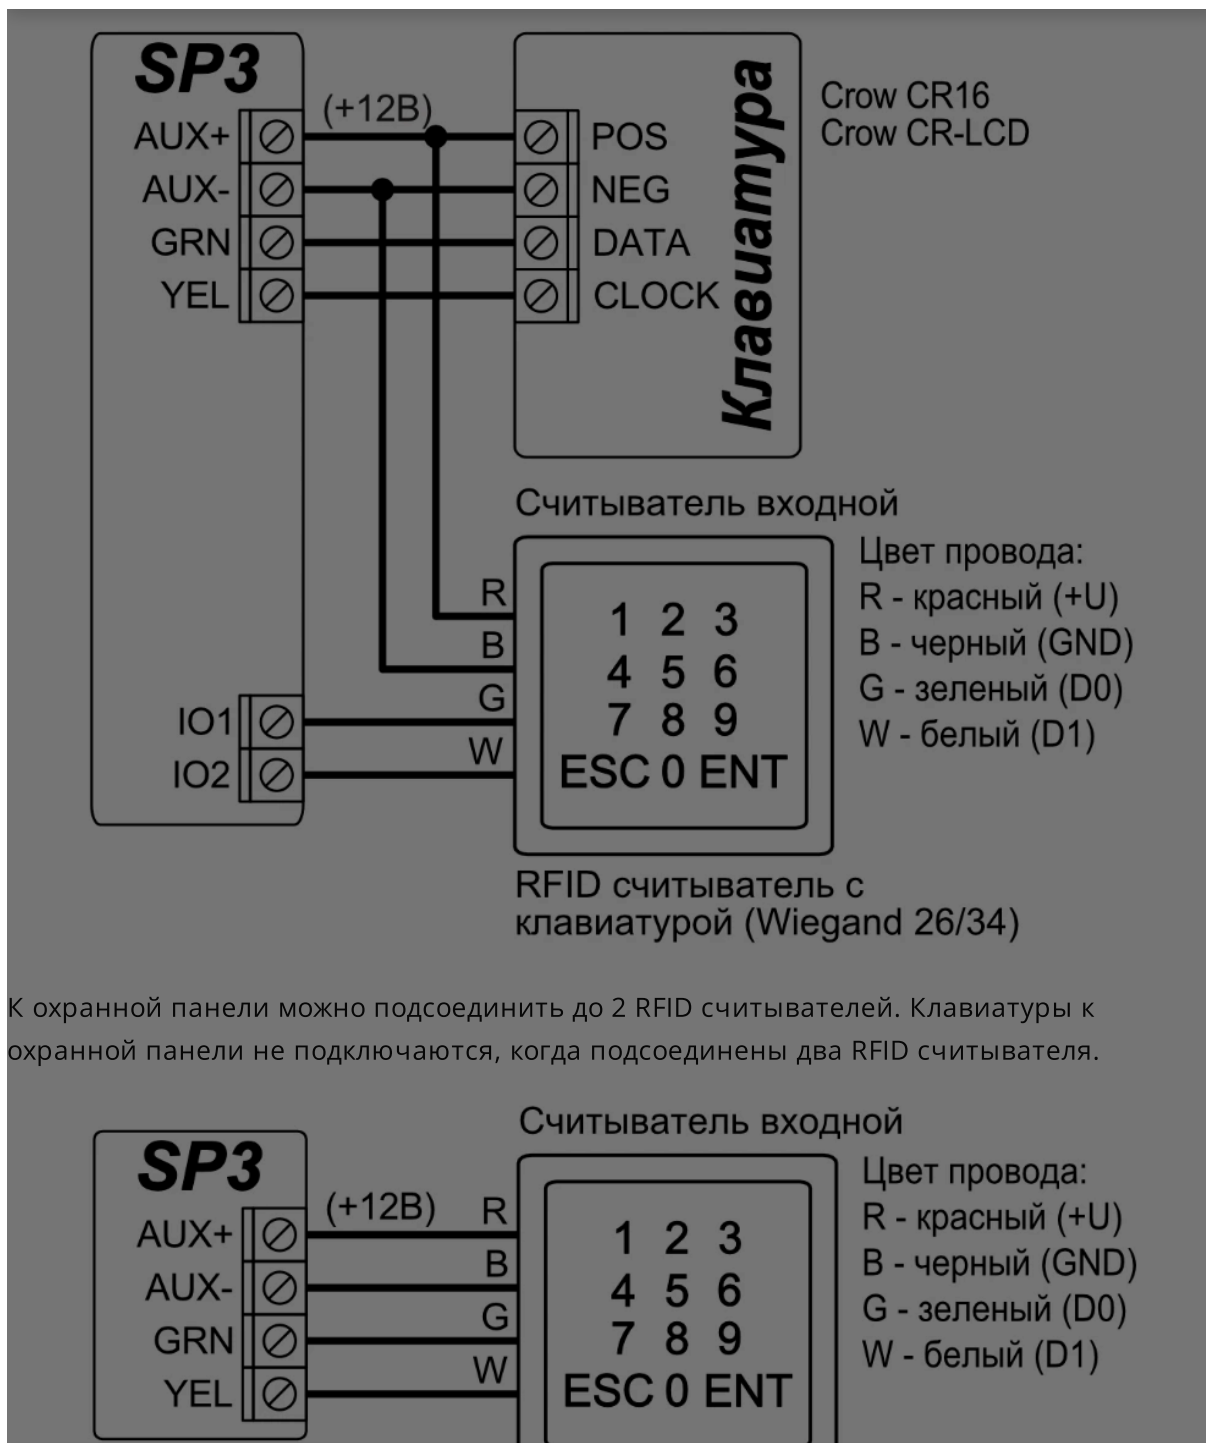 SP3
(+12В)
AUX+
AUX-
GRN
YEL
POS
NEG
DATA
CLOCK
Клавиатура
Crow CR16
Crow CR-LCD
Считыватель входной
R
B
G
W
IO1
IO2
1 2 3
4 5 6
7 8 9
ESC 0 ENT
Цвет провода:
R - красный (+U)
B - черный (GND)
G - зеленый (D0)
W - белый (D1)
RFID считыватель с
клавиатурой (Wiegand 26/34)
К охранной панели можно подсоединить до 2 RFID считывателей. Клавиатуры к
охранной панели не подключаются, когда подсоединены два RFID считывателя.
Считыватель входной
SP3
(+12В)
AUX+
AUX-
GRN
YEL
R
B
G
W
1 2 3
4 5 6
7 8 9
ESC 0 ENT
Цвет провода:
R - красный (+U)
B - черный (GND)
G - зеленый (D0)
W - белый (D1)